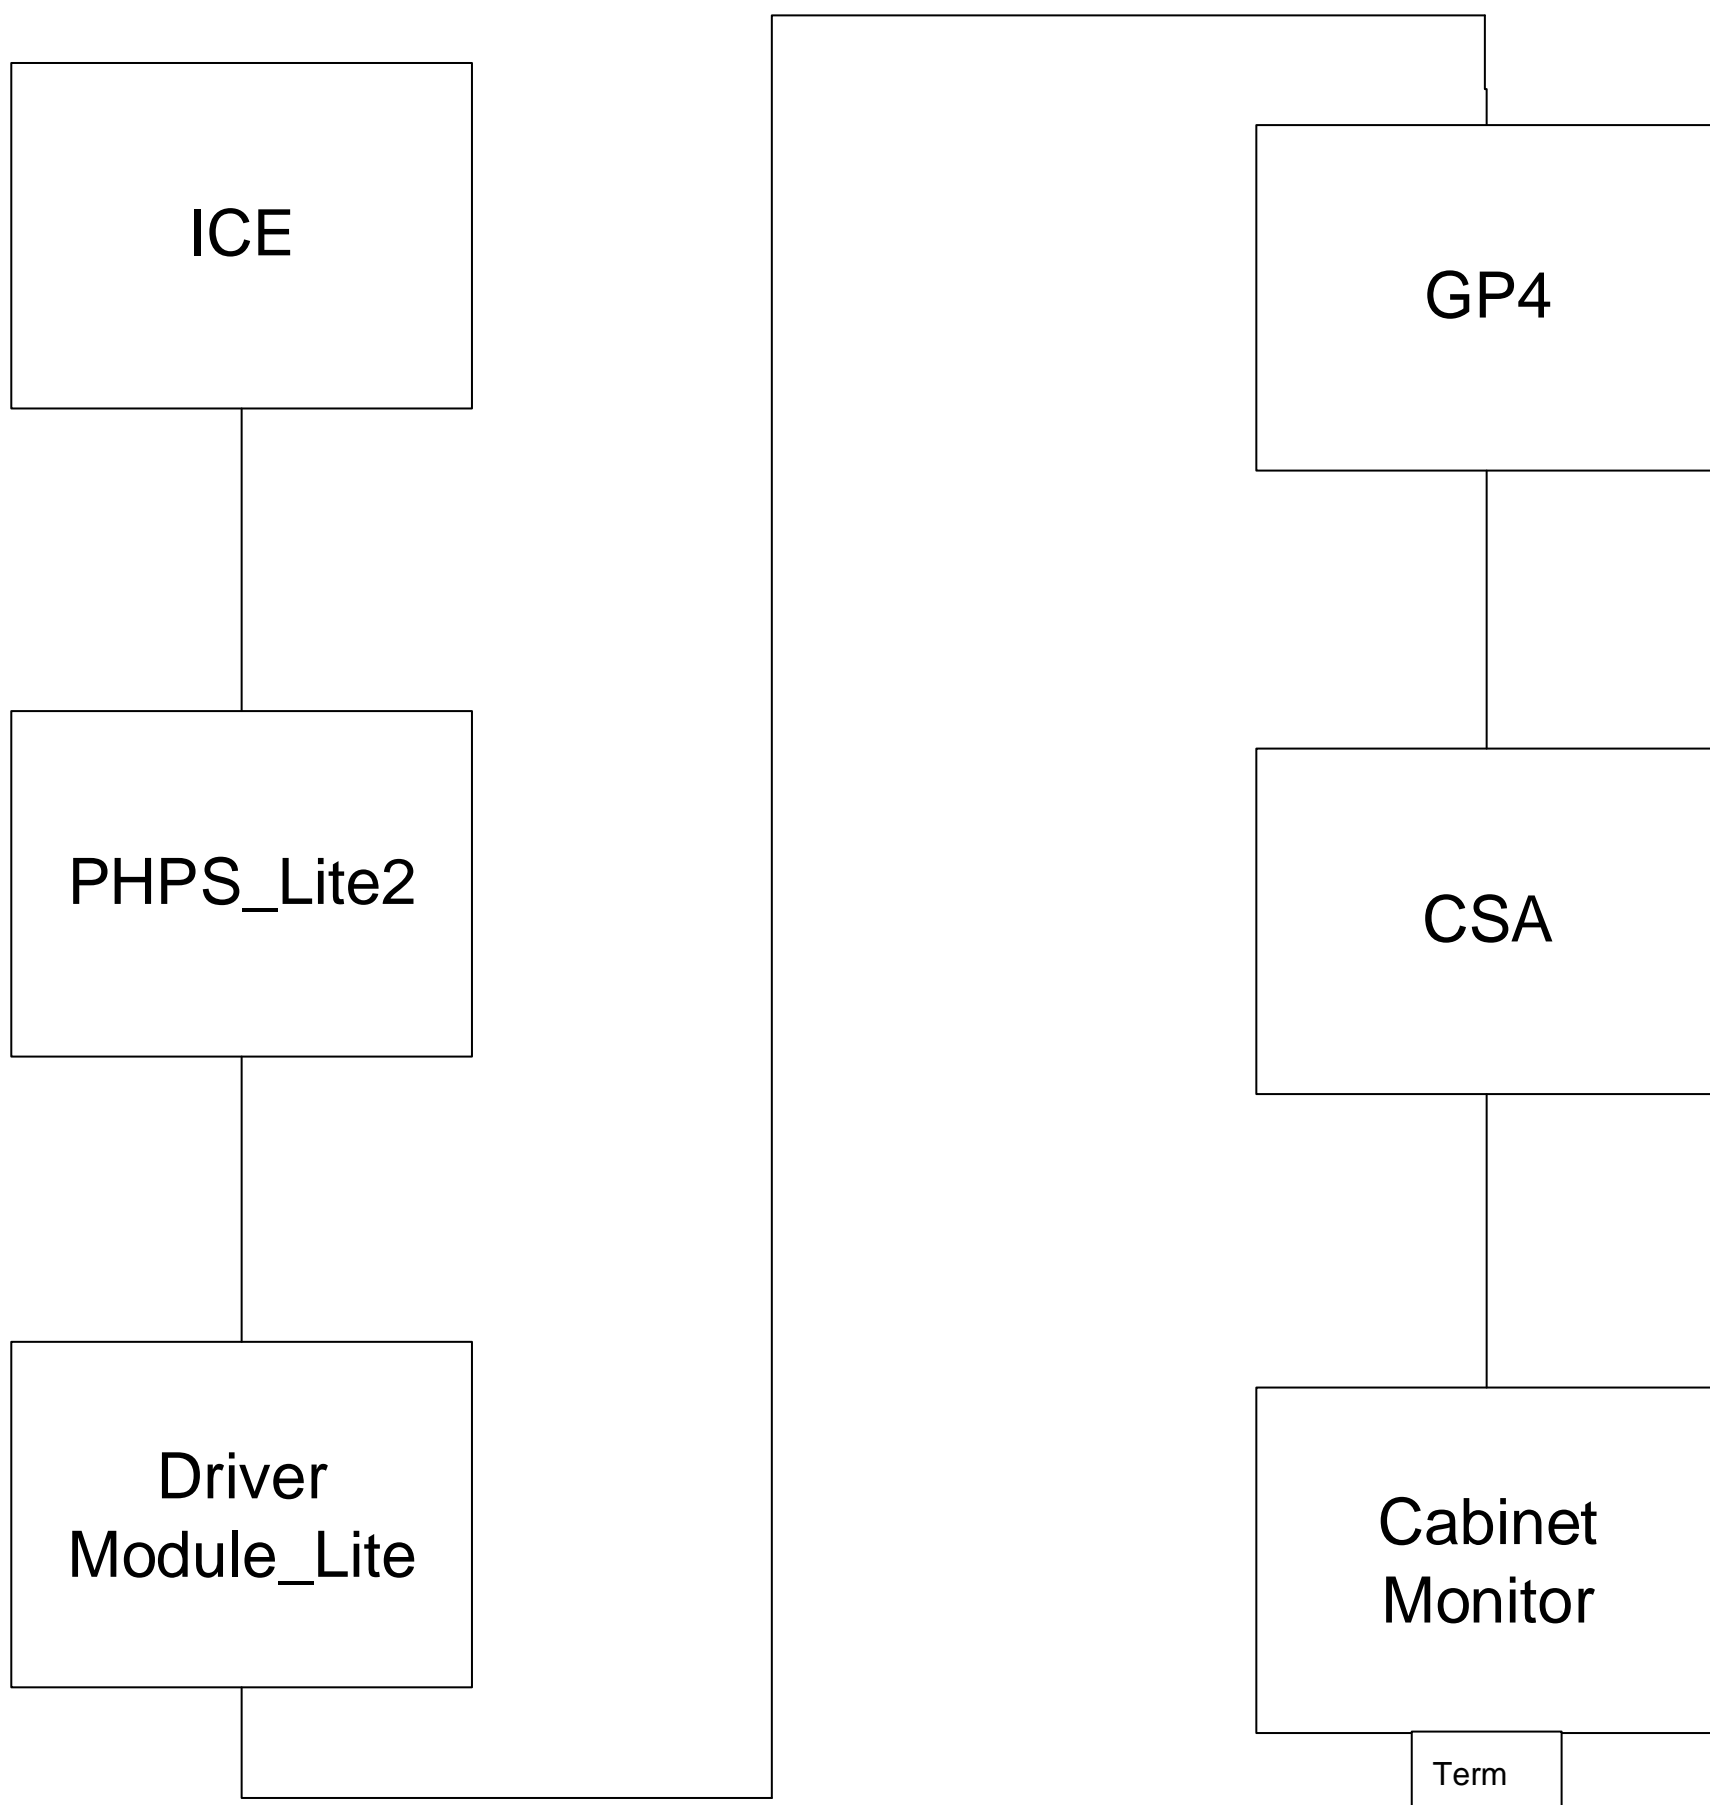 ICE
PHPS_Lite2
Driver
Module_Lite
GP4
CSA
Cabinet
Monitor
Term